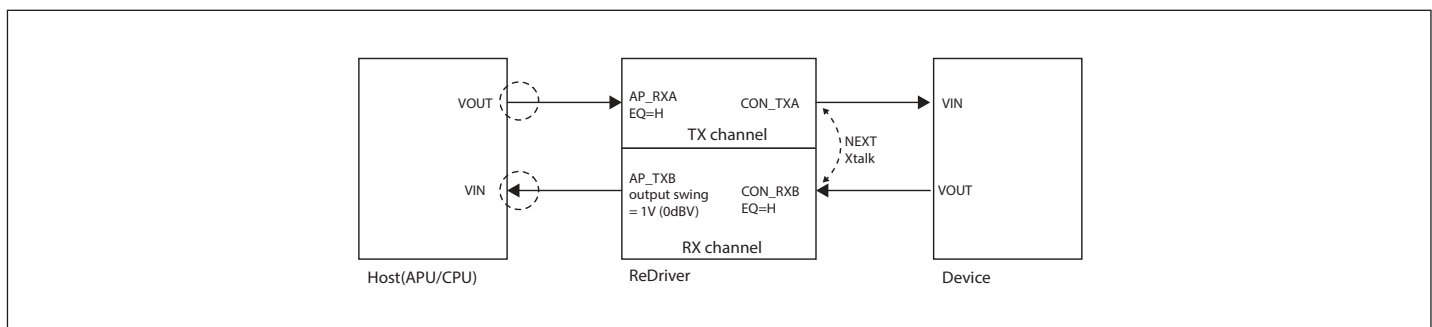 VOUT
VIN
Host(APU/CPU)
AP_RXA
EQ=H
CON_TXA
TX channel
AP_TXB
output swing
= 1V (0dBV)
CON_RXB
EQ=H
RX channel
ReDriver
NEXT
Xtalk
VIN
VOUT
Device